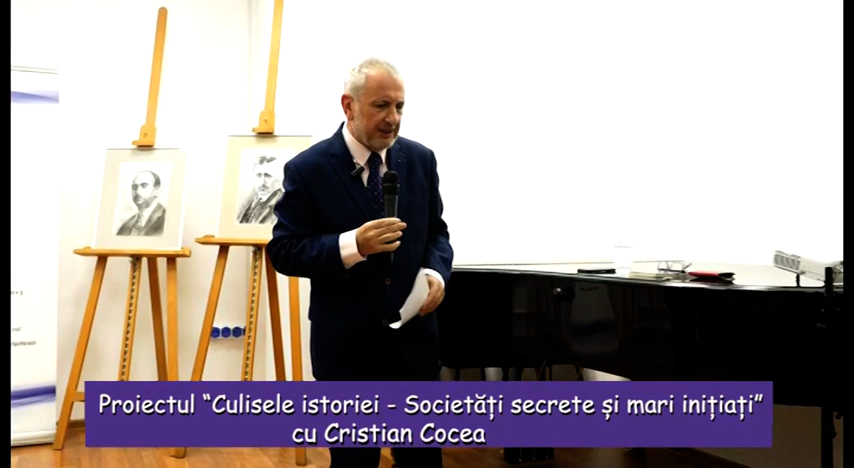 Proiectul “Culisele istoriei - Societăți secrete și mari inițiați”
cu Cristian Cocea